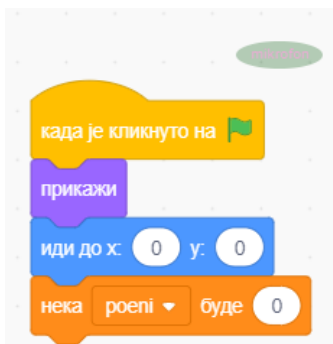 када је кликнуто на
прикажи
иди до x: 0 y: 0
нека poeni буде 0